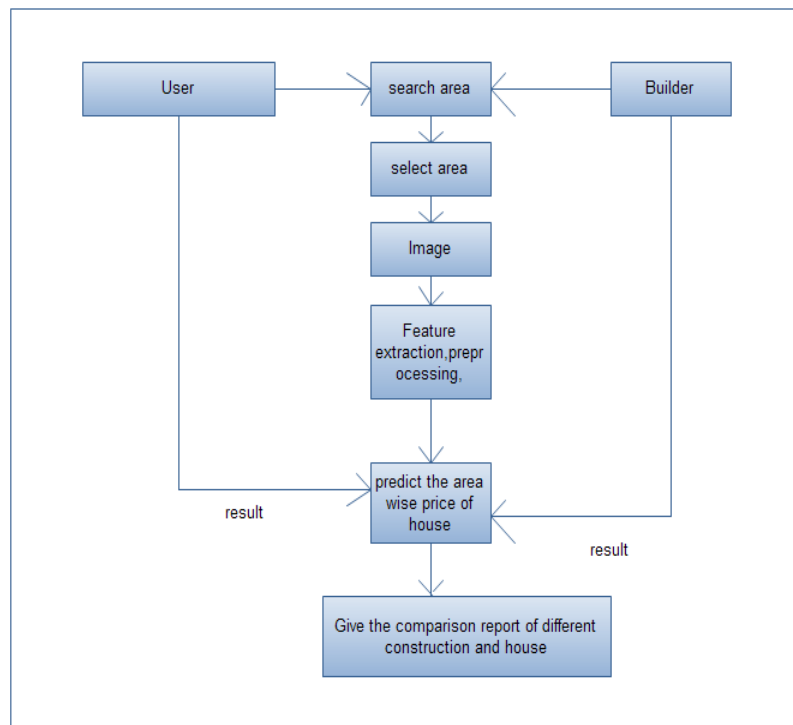 User
search area
Builder
select area
Image
Feature
extraction,prepr
ocessing,
predict the area
wise price of
house
result
result
Give the comparison report of different
construction and house